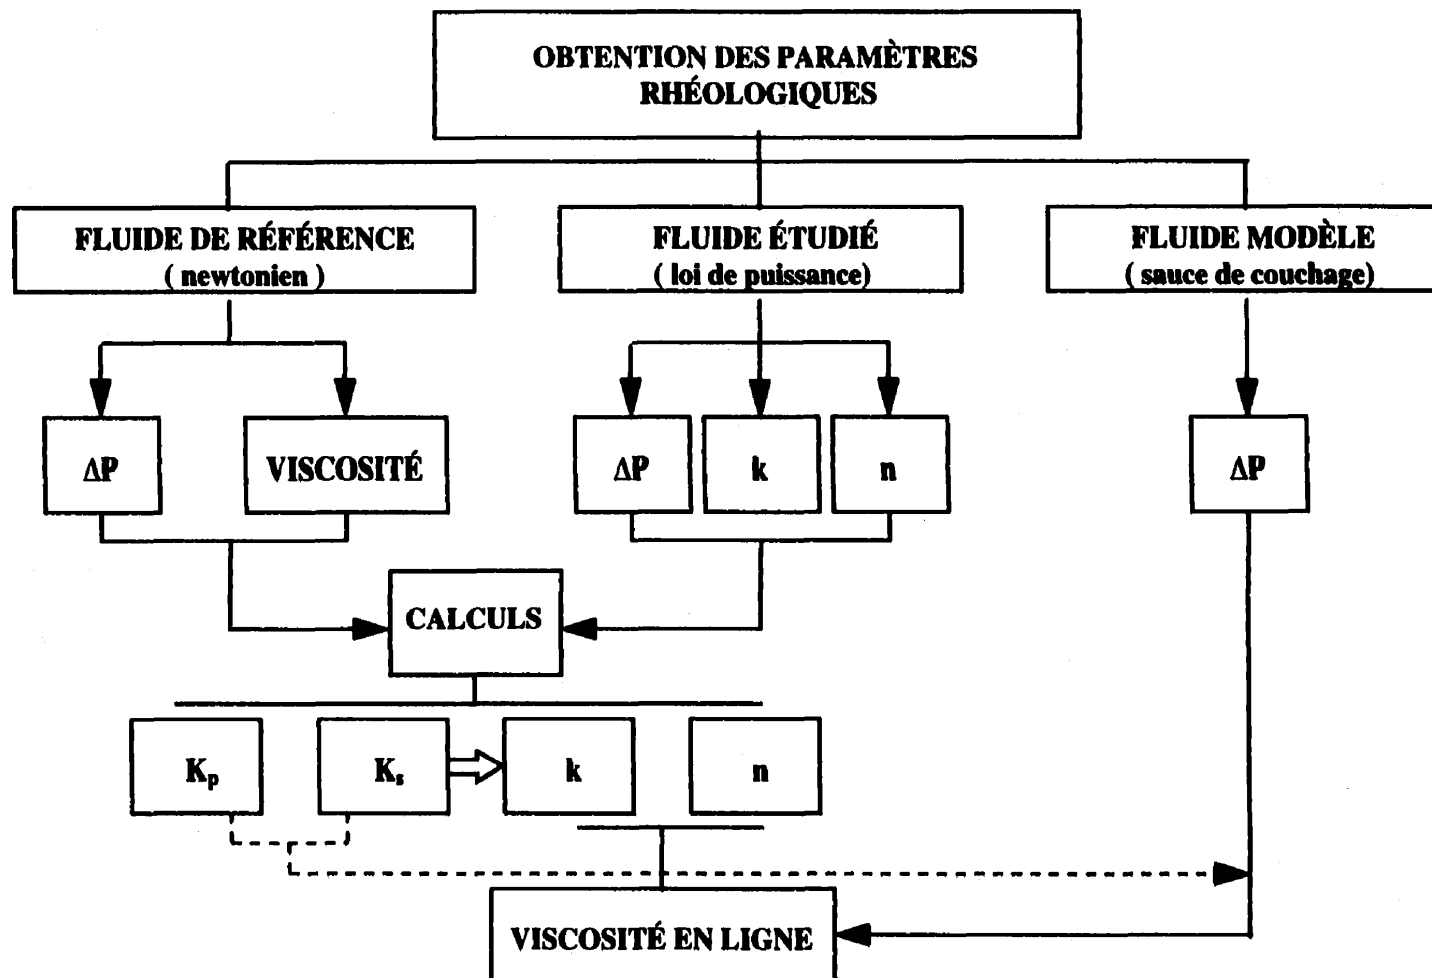 OBTENTION DES PARAMÈTRES
RHÉOLOGIQUES
FLUIDE DE RÉFÉRENCE
( newtonien )
FLUIDE ÉTUDIÉ
( loi de puissance)
FLUIDE MODÈLE
( sauce de couchage)
ΔP
VISCOSITÉ
ΔP
k
n
ΔP
CALCULS
Kp
Ks
k
n
VISCOSITÉ EN LIGNE